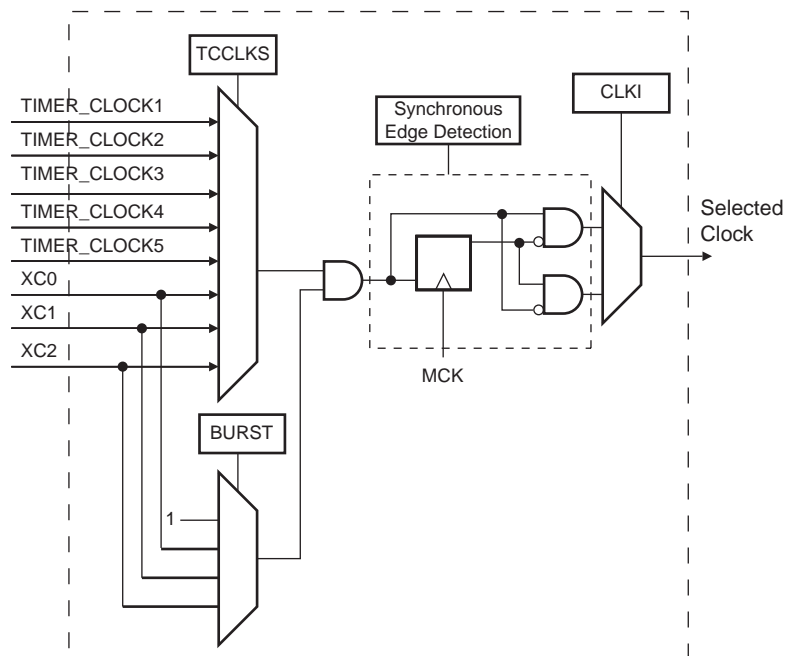 TCCLKS
TIMER_CLOCK1
TIMER_CLOCK2
TIMER_CLOCK3
TIMER_CLOCK4
TIMER_CLOCK5
XC0
XC1
XC2
Synchronous
Edge Detection
CLKI
Selected
Clock
MCK
BURST
1